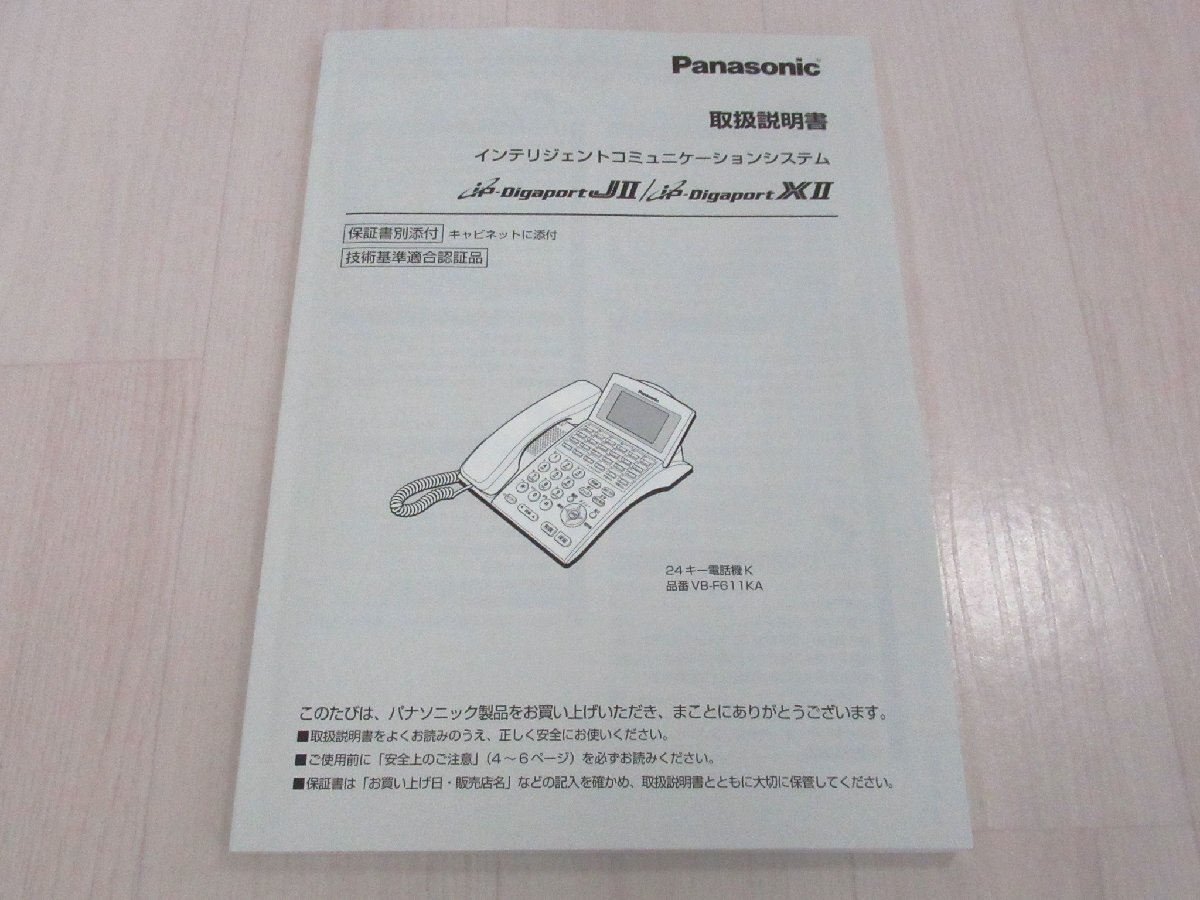 Panasonic
取扱説明書
インテリジェントコミュニケーションシステム
iP-Digaport JⅡ/iP-Digaport XⅡ
保証書別添付 キャビネットに添付
技術基準適合認証品
Panasonic
24キー電話機K
品番 VB-F611KA
このたびは、パナソニック製品をお買い上げいただき、まことにありがとうございます。
■取扱説明書をよくお読みのうえ、正しく安全にお使いください。
■ご使用前に「安全上のご注意」(4～6ページ)を必ずお読みください。
■保証書は「お買い上げ日・販売店名」などの記入を確かめ、取扱説明書とともに大切に保管してください。